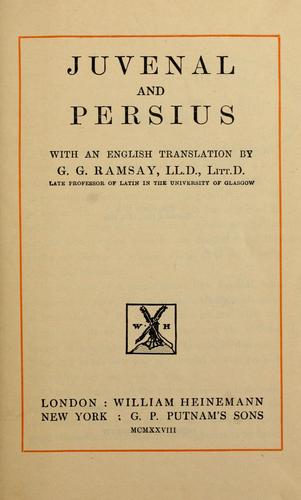 JUVENAL
AND
PERSIUS
WITH AN ENGLISH TRANSLATION BY
G. G. RAMSAY, LL.D., LITT.D.
LATE PROFESSOR OF LATIN IN THE UNIVERSITY OF GLASGOW
W H
LONDON : WILLIAM HEINEMANN
NEW YORK : G. P. PUTNAM'S SONS
MCMXXVIII